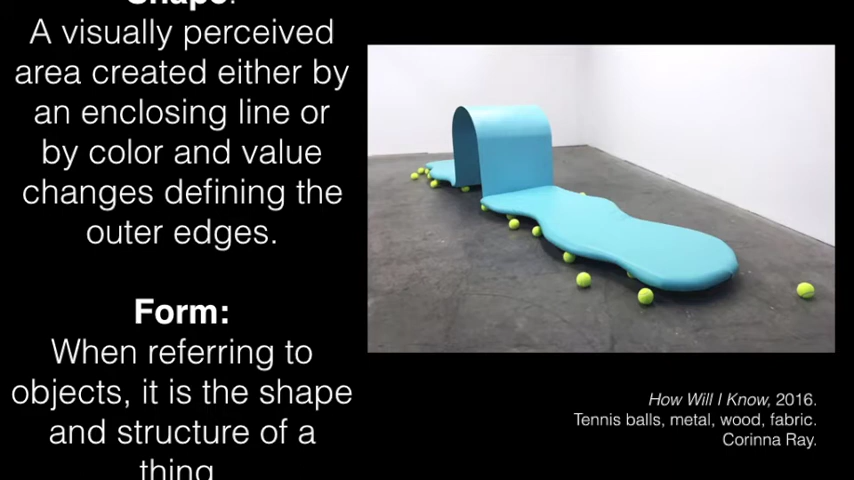 Shape:
A visually perceived
area created either by
an enclosing line or
by color and value
changes defining the
outer edges.
Form:
When referring to
objects, it is the shape
and structure of a
thing
How Will I Know, 2016.
Tennis balls, metal, wood, fabric.
Corinna Ray.